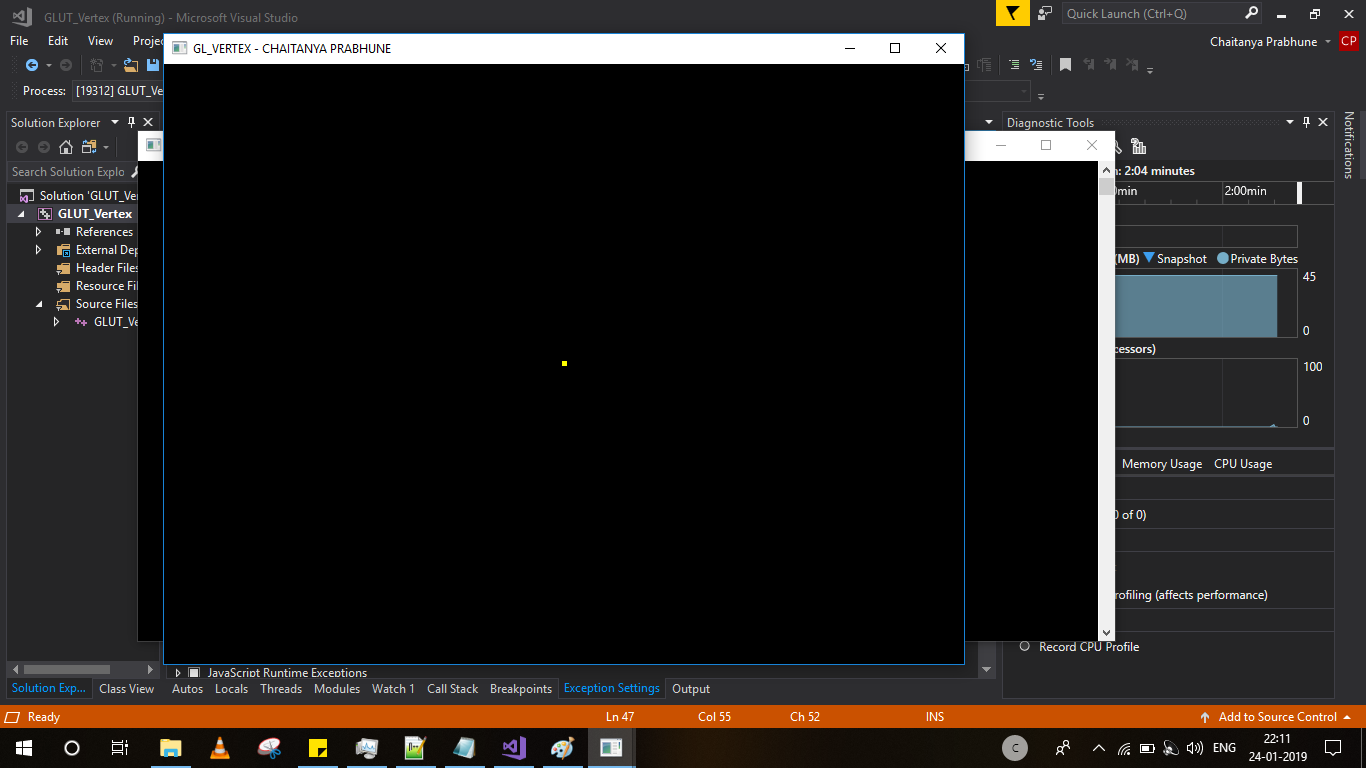 GLUT_Vertex (Running) - Microsoft Visual Studio
Quick Launch (Ctrl+Q)
File Edit View Projec
Chaitanya Prabhune CP
GL_VERTEX - CHAITANYA PRABHUNE
Process: [19312] GLUT_Ve
Solution Explorer
Diagnostic Tools
Notifications
Search Solution Explo
2:04 minutes
min 2:00min
Solution 'GLUT_Ve
GLUT_Vertex
References
External Dep
Header Files
Resource Fi
Source Files
GLUT_Ve
(MB) Snapshot Private Bytes
45
0
cessors)
100
0
Memory Usage CPU Usage
0 of 0)
rofiling (affects performance)
Record CPU Profile
JavaScript Runtime Exceptions
Solution Exp... Class View Autos Locals Threads Modules Watch 1 Call Stack Breakpoints Exception Settings Output
Ready Ln 47 Col 55 Ch 52 INS Add to Source Control
C ENG 22:11
24-01-2019